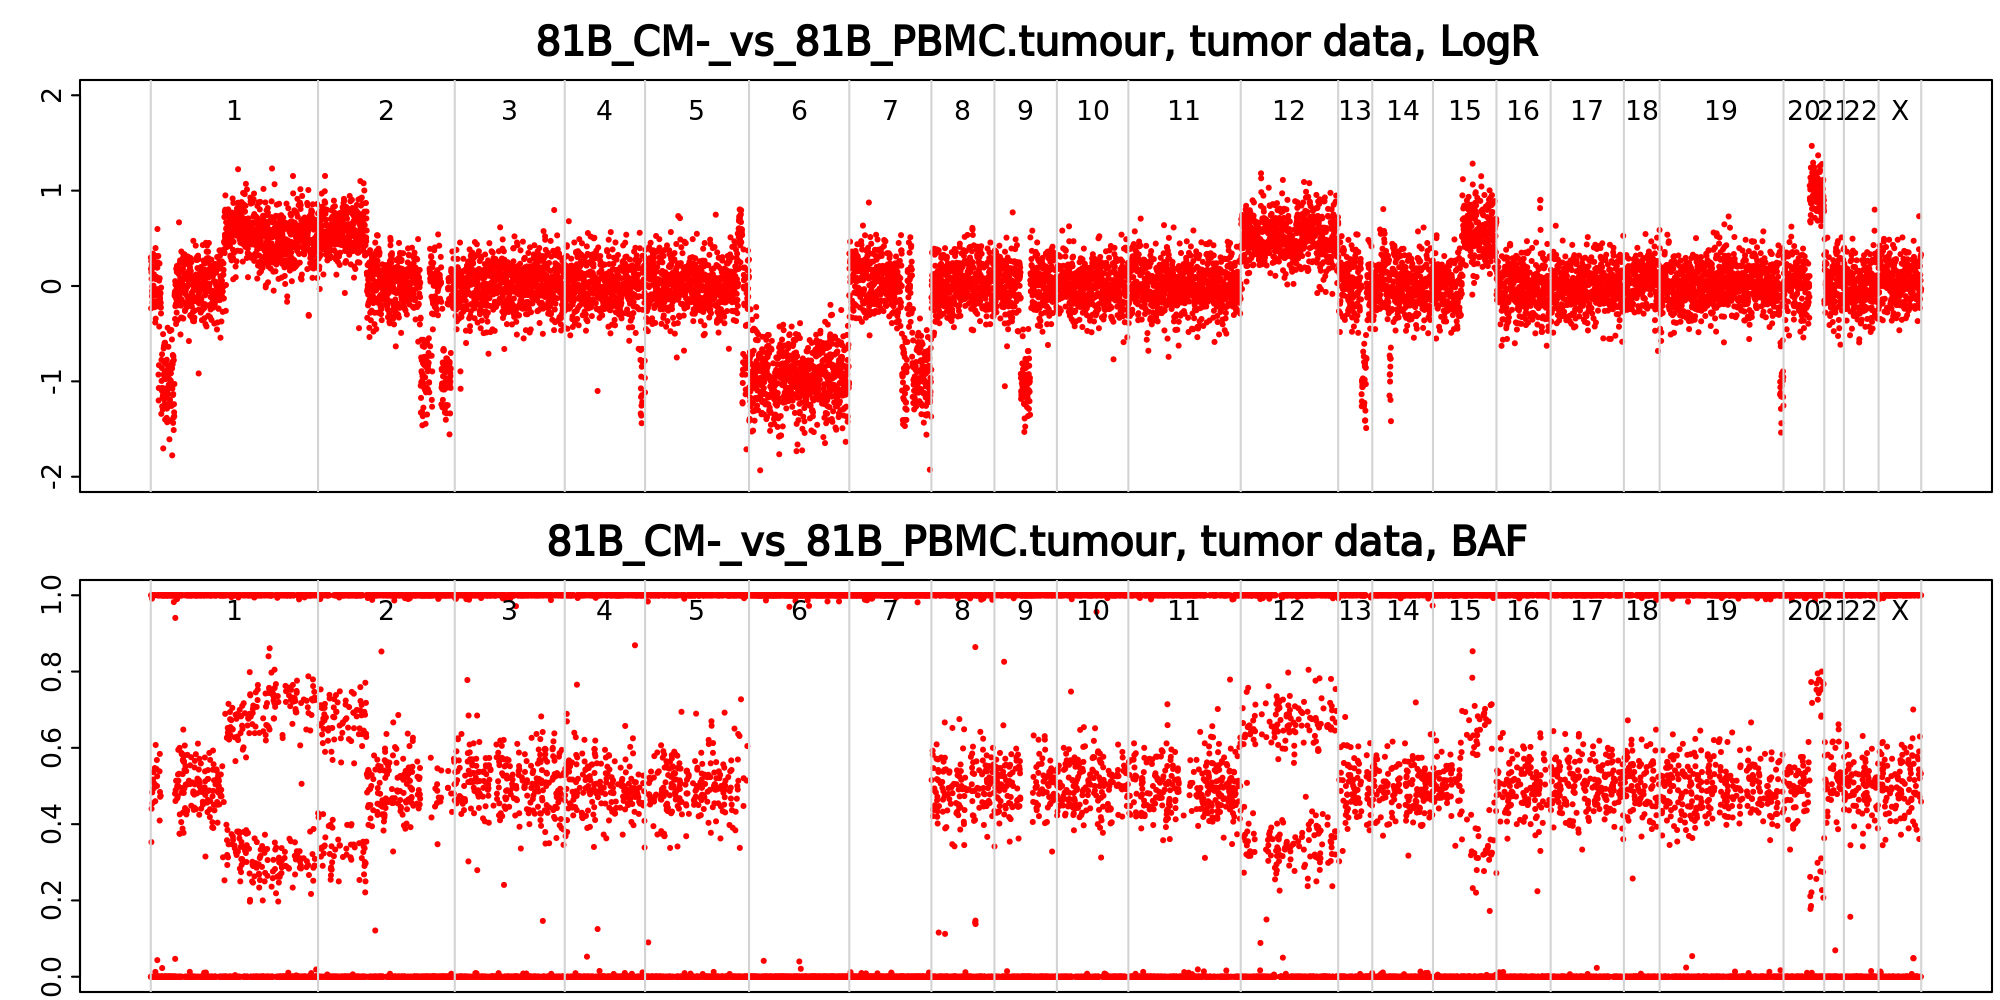 81B_CM-_vs_81B_PBMC.tumour, tumor data, LogR
2
1 2 3 4 5 6 7 8 9 10 11 12 13 14 15 16 17 18 19 20 21 22 X
1
0
-1
-2
81B_CM-_vs_81B_PBMC.tumour, tumor data, BAF
1.0
1 2 3 4 5 6 7 8 9 10 11 12 13 14 15 16 17 18 19 20 21 22 X
0.8
0.6
0.4
0.2
0.0